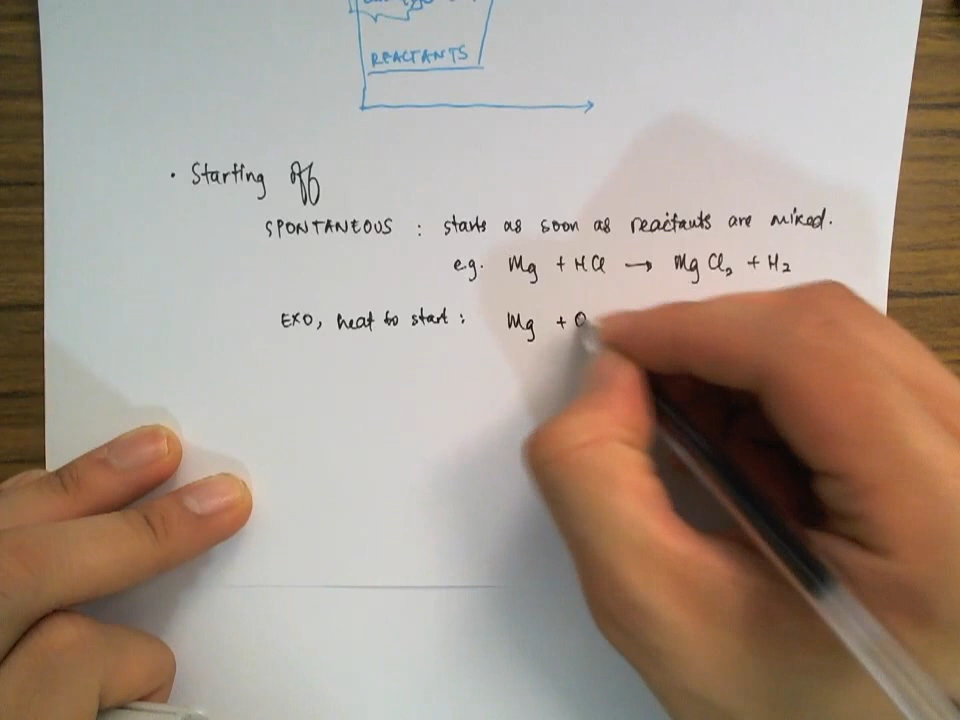 REACTANTS
• Starting off
SPONTANEOUS : starts as soon as reactants are mixed.
e.g. Mg + HCl → MgCl₂ + H₂
EXO, heat to start : Mg + O